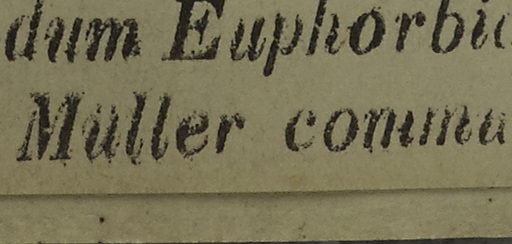 dum Euphorbia
Müller commu